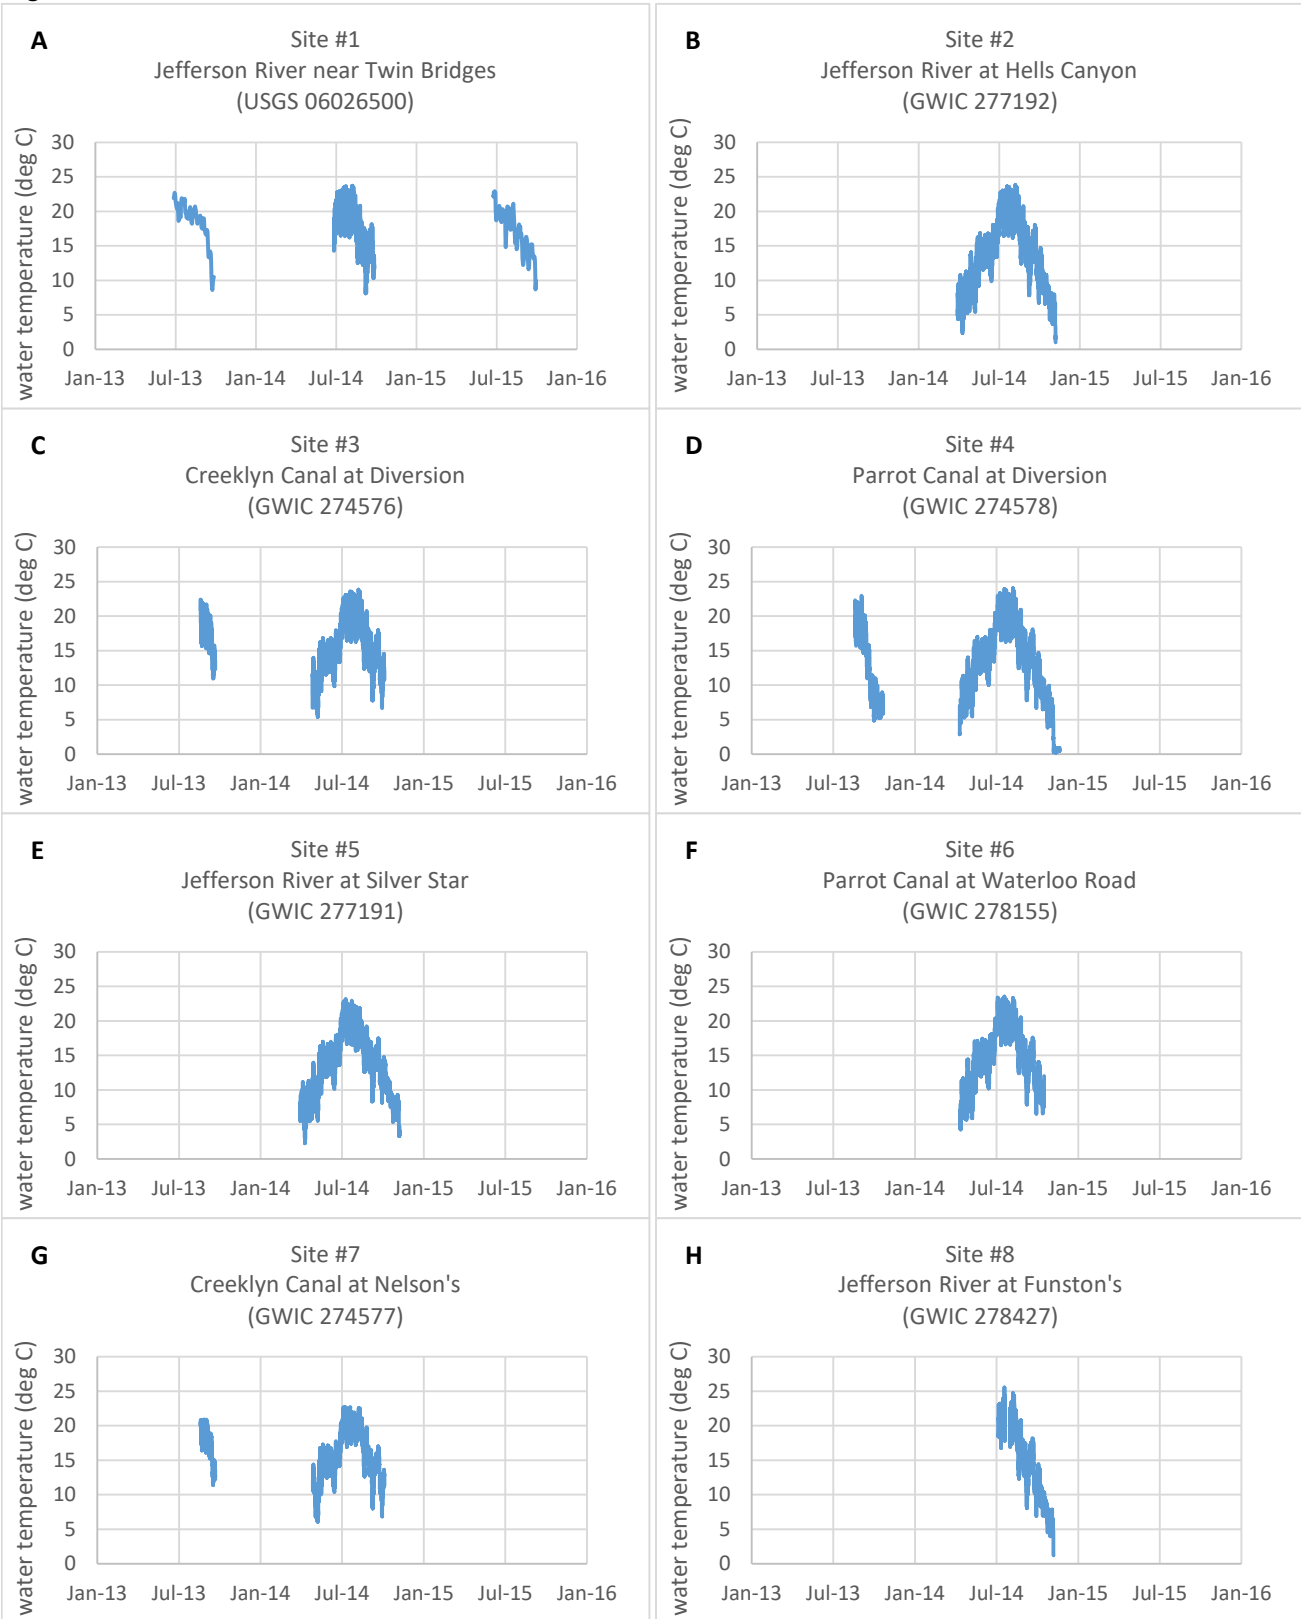 A
Site #1
Jefferson River near Twin Bridges
(USGS 06026500)
water temperature (deg C)
30
25
20
15
10
5
0
Jan-13 Jul-13 Jan-14 Jul-14 Jan-15 Jul-15 Jan-16
B
Site #2
Jefferson River at Hells Canyon
(GWIC 277192)
water temperature (deg C)
30
25
20
15
10
5
0
Jan-13 Jul-13 Jan-14 Jul-14 Jan-15 Jul-15 Jan-16
C
Site #3
Creeklyn Canal at Diversion
(GWIC 274576)
water temperature (deg C)
30
25
20
15
10
5
0
Jan-13 Jul-13 Jan-14 Jul-14 Jan-15 Jul-15 Jan-16
D
Site #4
Parrot Canal at Diversion
(GWIC 274578)
water temperature (deg C)
30
25
20
15
10
5
0
Jan-13 Jul-13 Jan-14 Jul-14 Jan-15 Jul-15 Jan-16
E
Site #5
Jefferson River at Silver Star
(GWIC 277191)
water temperature (deg C)
30
25
20
15
10
5
0
Jan-13 Jul-13 Jan-14 Jul-14 Jan-15 Jul-15 Jan-16
F
Site #6
Parrot Canal at Waterloo Road
(GWIC 278155)
water temperature (deg C)
30
25
20
15
10
5
0
Jan-13 Jul-13 Jan-14 Jul-14 Jan-15 Jul-15 Jan-16
G
Site #7
Creeklyn Canal at Nelson's
(GWIC 274577)
water temperature (deg C)
30
25
20
15
10
5
0
Jan-13 Jul-13 Jan-14 Jul-14 Jan-15 Jul-15 Jan-16
H
Site #8
Jefferson River at Funston's
(GWIC 278427)
water temperature (deg C)
30
25
20
15
10
5
0
Jan-13 Jul-13 Jan-14 Jul-14 Jan-15 Jul-15 Jan-16